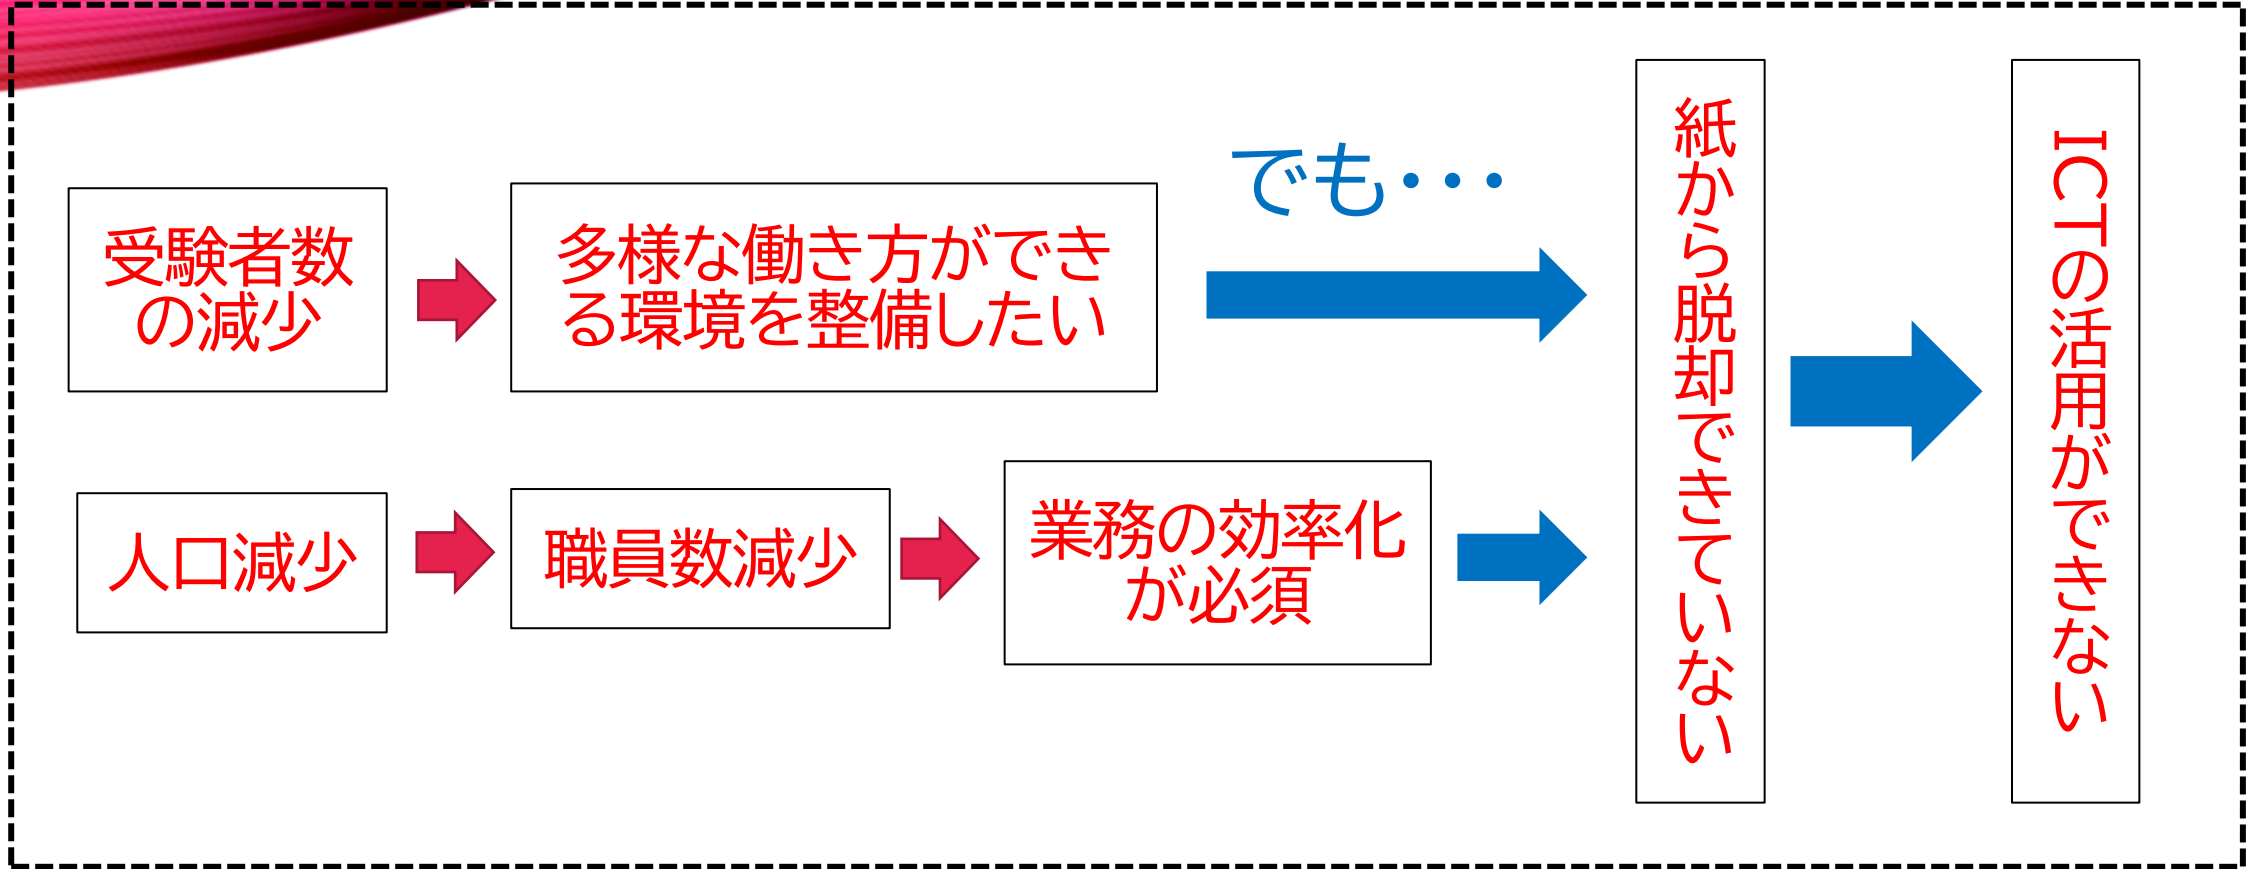 受験者数
の減少
多様な働き方ができ
る環境を整備したい
でも・・・
人口減少
職員数減少
業務の効率化
が必須
紙から脱却できていない
ICTの活用ができない